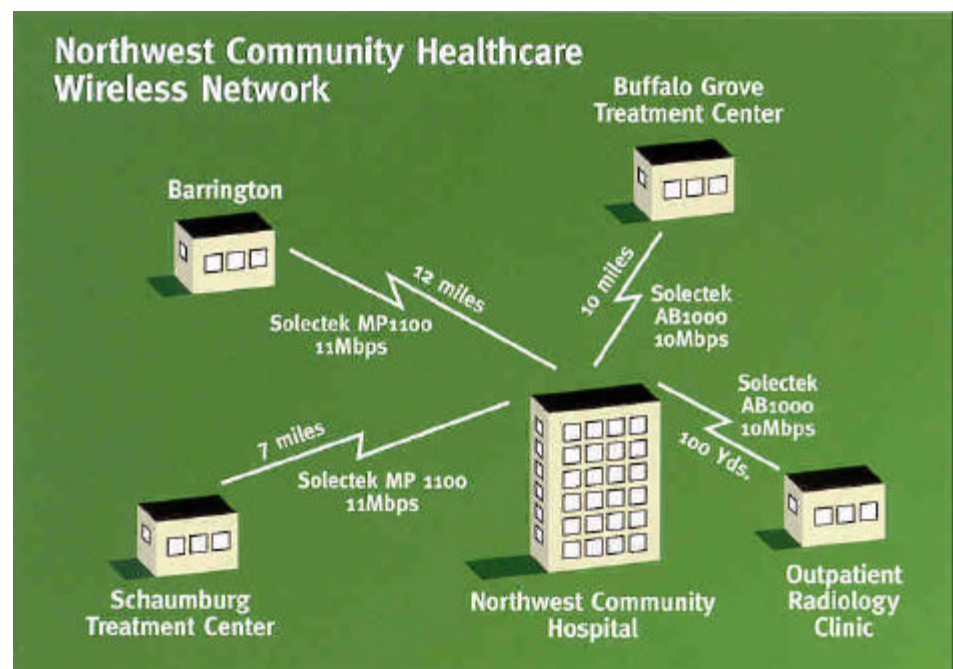 Northwest Community Healthcare
Wireless Network
Buffalo Grove
Treatment Center
Barrington
12 miles
Solectek MP1100
11Mbps
10 miles
Solectek
AB1000
10Mbps
Solectek
AB1000
10Mbps
100 Yds.
7 miles
Solectek MP 1100
11Mbps
Schaumburg
Treatment Center
Northwest Community
Hospital
Outpatient
Radiology
Clinic